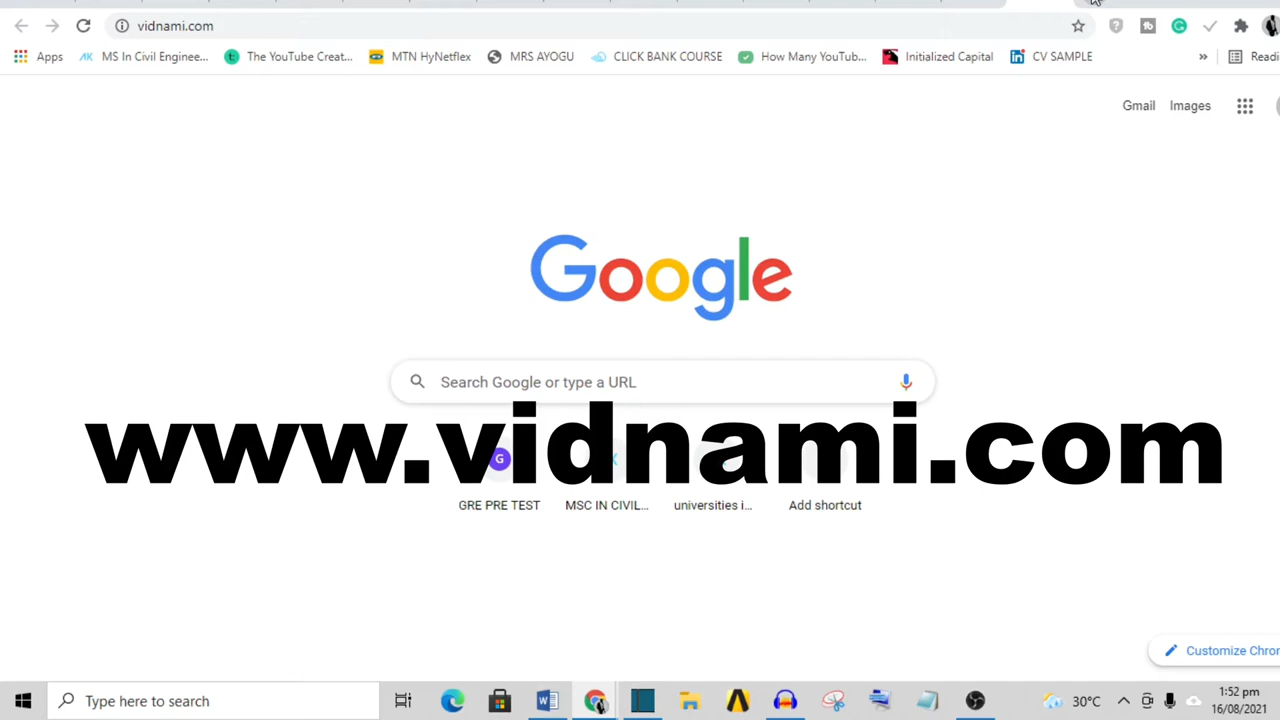 vidnami.com
Apps MS In Civil Enginee... The YouTube Creat... MTN HyNetflex MRS AYOGU CLICK BANK COURSE How Many YouTub... Initialized Capital CV SAMPLE » Readi
Gmail Images
Google
Search Google or type a URL
www.vidnami.com
G
GRE PRE TEST MSC IN CIVIL... universities i... Add shortcut
Customize Chror
Type here to search 30°C 1:52 pm
16/08/2021